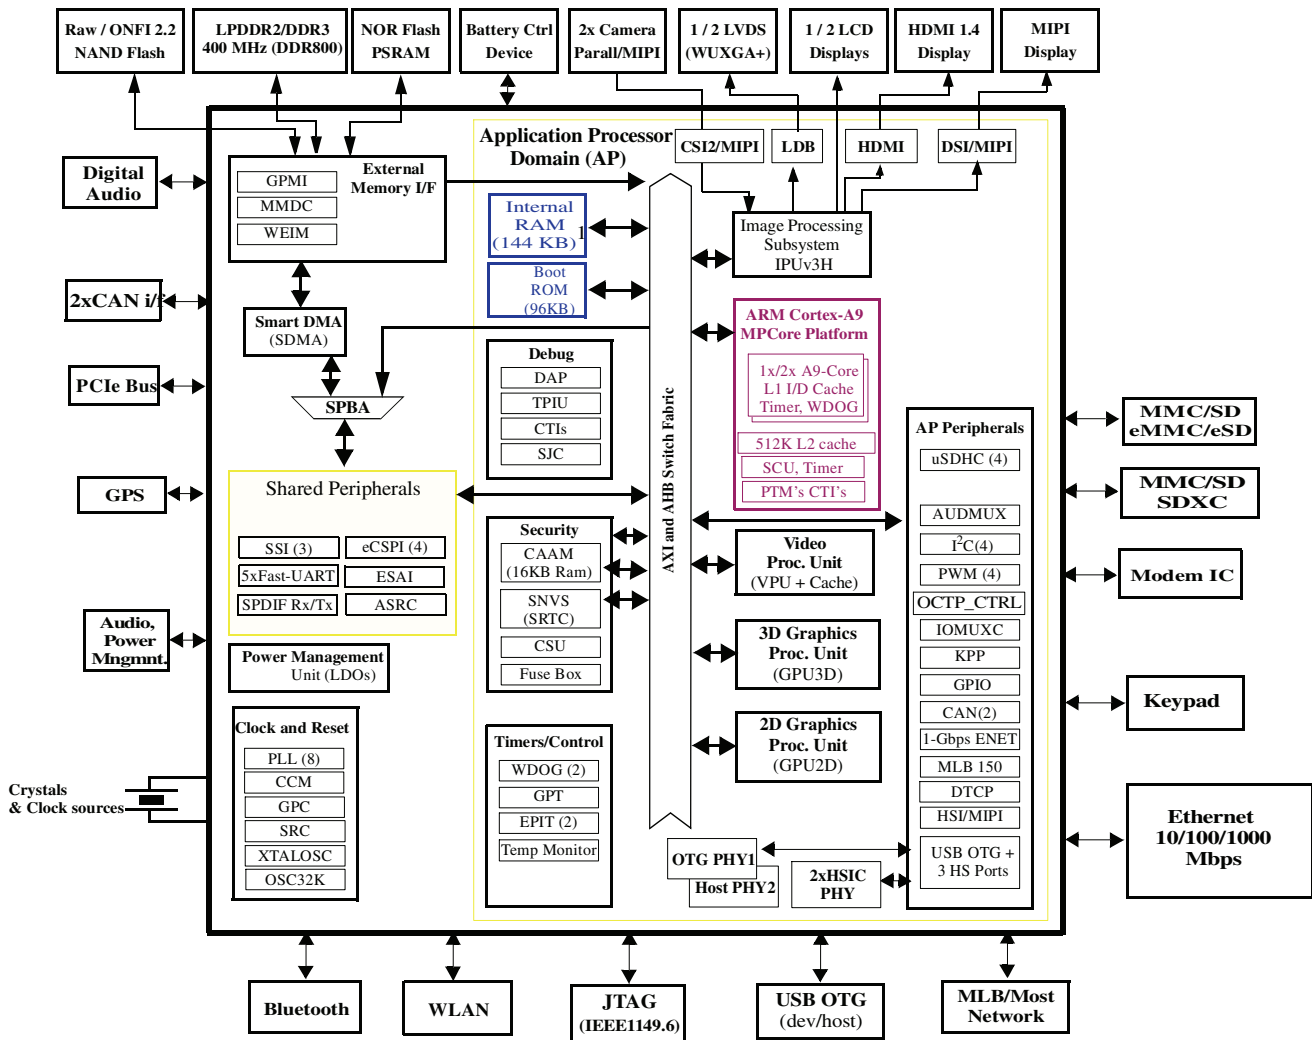 Raw / ONFI 2.2
NAND Flash
LPDDR2/DDR3
400 MHz (DDR800)
NOR Flash
PSRAM
Battery Ctrl
Device
2x Camera
Parall/MIPI
1 / 2 LVDS
(WUXGA+)
1 / 2 LCD
Displays
HDMI 1.4
Display
MIPI
Display
Application Processor
Domain (AP)
CSI2/MIPI
LDB
HDMI
DSI/MIPI
External
Memory I/F
GPMI
MMDC
WEIM
Digital
Audio
2xCAN i/f
PCIe Bus
GPS
Audio,
Power
Mngmnt.
Crystals
& Clock sources
Internal
RAM
(144 KB)
1
Boot
ROM
(96KB)
Image Processing
Subsystem
IPUv3H
Smart DMA
(SDMA)
SPBA
Debug
DAP
TPIU
CTIs
SJC
ARM Cortex-A9
MPCore Platform
1x/2x A9-Core
L1 I/D Cache
Timer, WDOG
512K L2 cache
SCU, Timer
PTM's CTI's
AXI and AHB Switch Fabric
Shared Peripherals
SSI (3)
eCSPI (4)
5xFast-UART
ESAI
SPDIF Rx/Tx
ASRC
Security
CAAM
(16KB Ram)
SNVS
(SRTC)
CSU
Fuse Box
Video
Proc. Unit
(VPU + Cache)
3D Graphics
Proc. Unit
(GPU3D)
2D Graphics
Proc. Unit
(GPU2D)
Power Management
Unit (LDOs)
Clock and Reset
PLL (8)
CCM
GPC
SRC
XTALOSC
OSC32K
Timers/Control
WDOG (2)
GPT
EPIT (2)
Temp Monitor
OTG PHY1
Host PHY2
2xHSIC
PHY
AP Peripherals
uSDHC (4)
AUDMUX
I²C(4)
PWM (4)
OCTP_CTRL
IOMUXC
KPP
GPIO
CAN(2)
1-Gbps ENET
MLB 150
DTCP
HSI/MIPI
USB OTG +
3 HS Ports
MMC/SD
eMMC/eSD
MMC/SD
SDXC
Modem IC
Keypad
Ethernet
10/100/1000
Mbps
Bluetooth
WLAN
JTAG
(IEEE1149.6)
USB OTG
(dev/host)
MLB/Most
Network